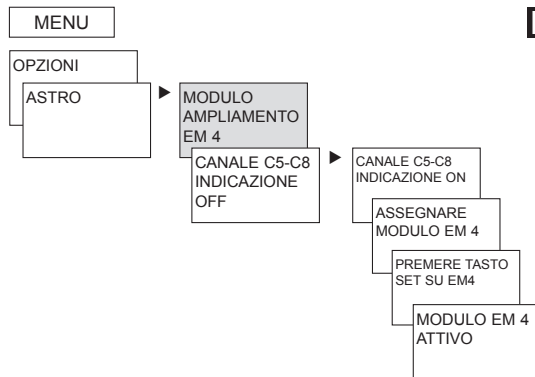 MENU
OPZIONI
ASTRO
MODULO
AMPLIAMENTO
EM 4
CANALE C5-C8
INDICAZIONE
OFF
CANALE C5-C8
INDICAZIONE ON
ASSEGNARE
MODULO EM 4
PREMERE TASTO
SET SU EM4
MODULO EM 4
ATTIVO